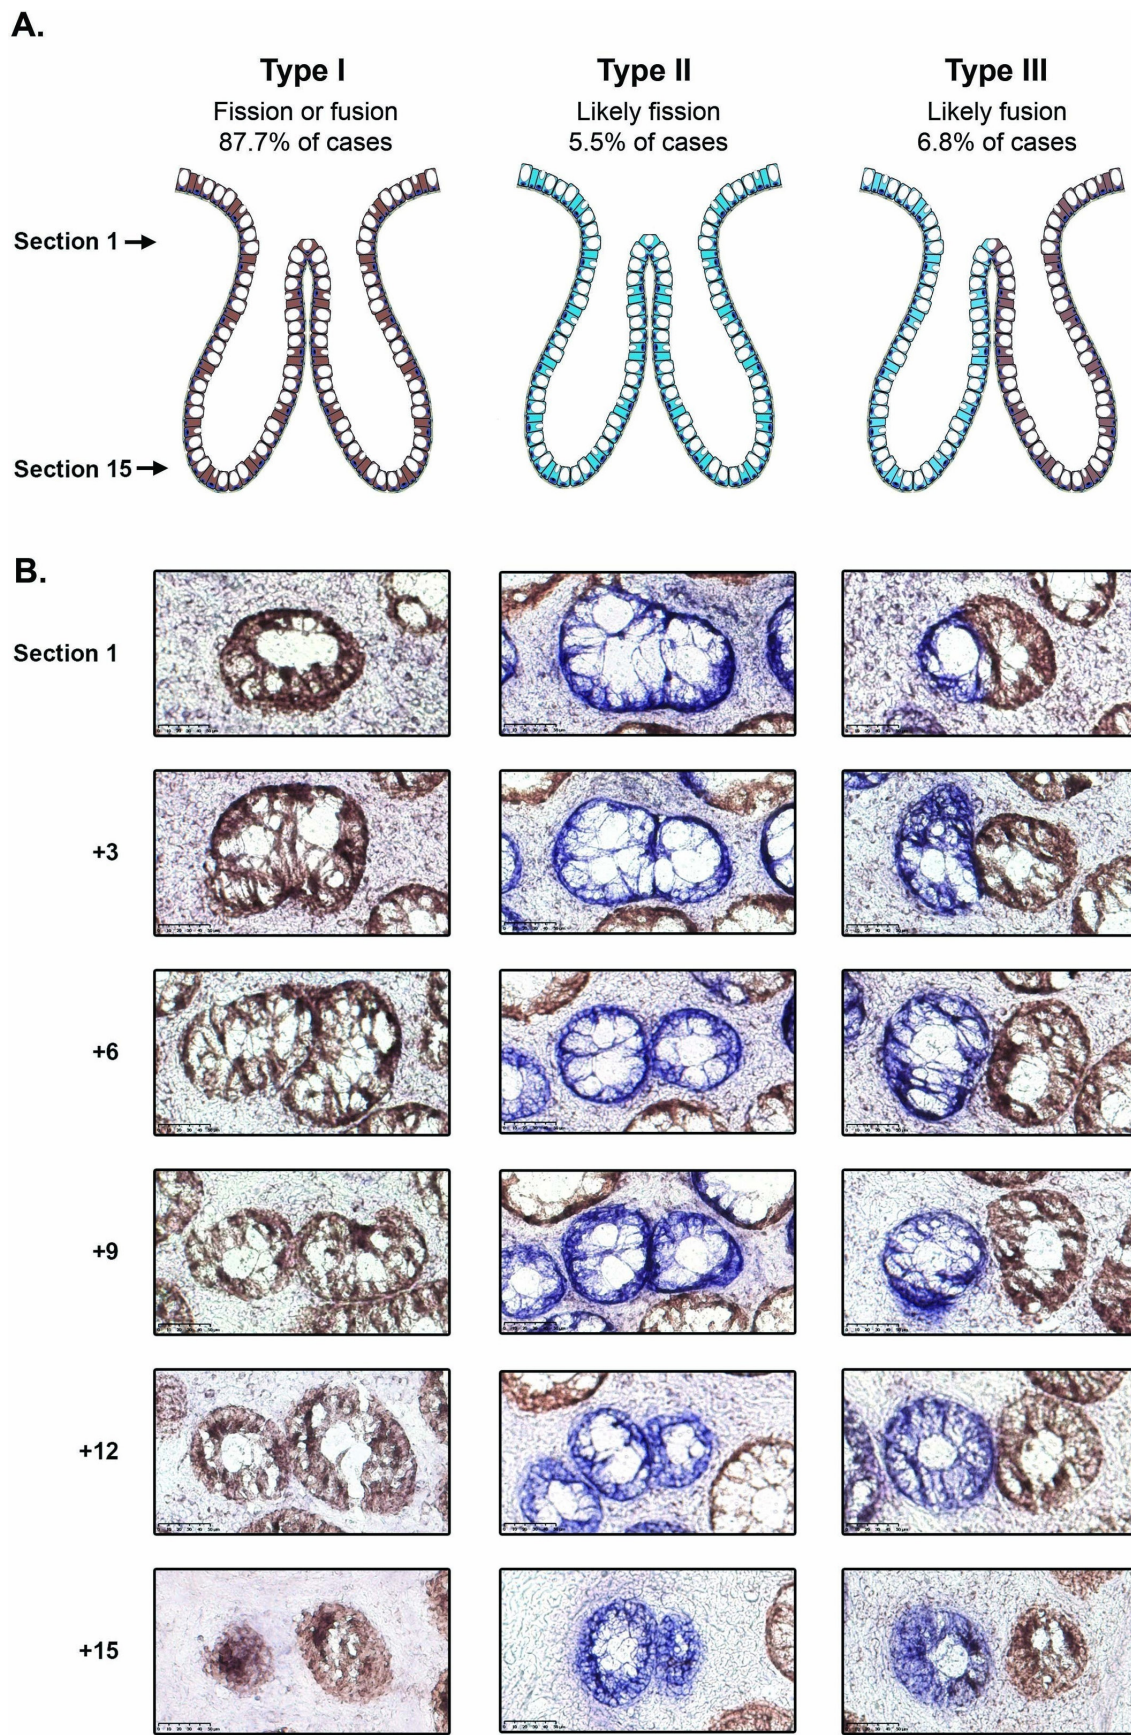 A.
Type I
Fission or fusion
87.7% of cases
Type II
Likely fission
5.5% of cases
Type III
Likely fusion
6.8% of cases
Section 1
Section 15
B.
Section 1
+3
+6
+9
+12
+15